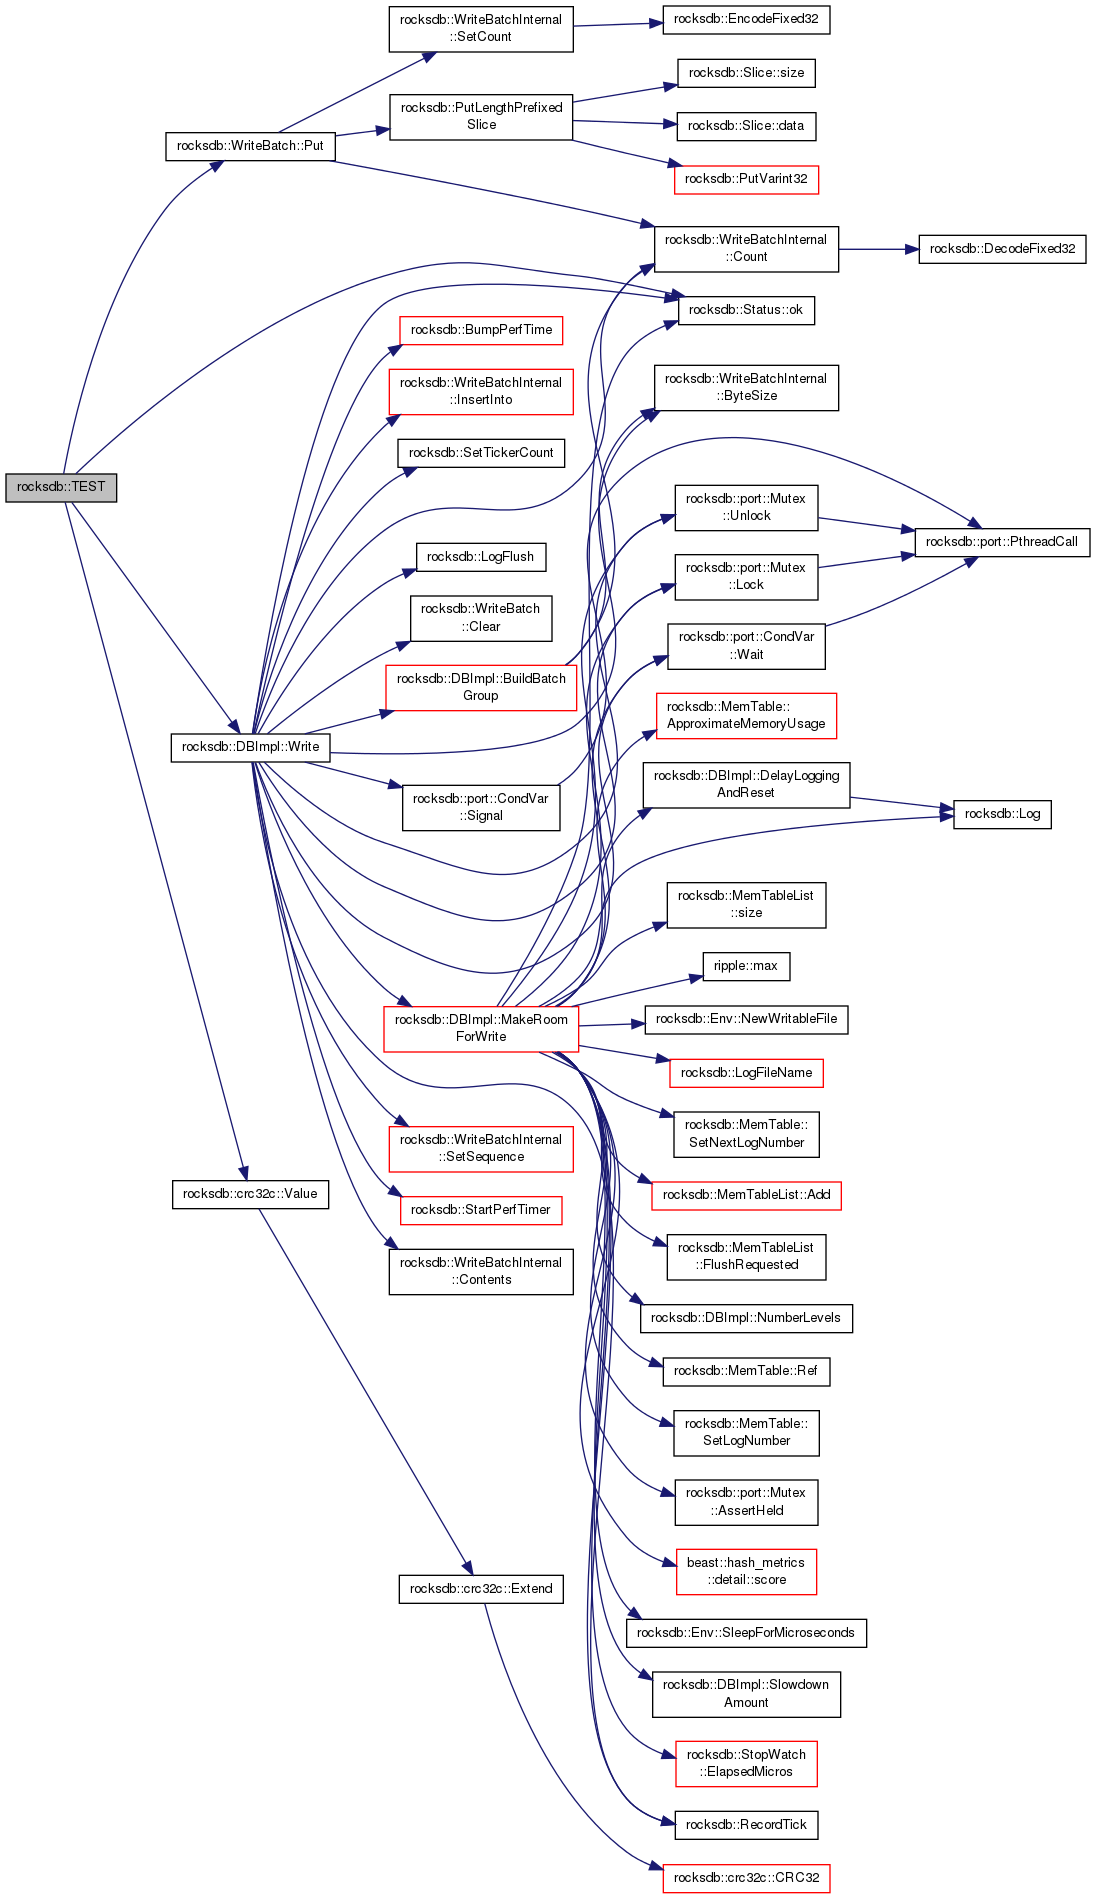 rocksdb::WriteBatchInternal
::SetCount
rocksdb::EncodeFixed32
rocksdb::Slice::size
rocksdb::PutLengthPrefixed
Slice
rocksdb::Slice::data
rocksdb::WriteBatch::Put
rocksdb::PutVarint32
rocksdb::WriteBatchInternal
::Count
rocksdb::DecodeFixed32
rocksdb::Status::ok
rocksdb::BumpPerfTime
rocksdb::WriteBatchInternal
::InsertInto
rocksdb::WriteBatchInternal
::ByteSize
rocksdb::SetTickerCount
rocksdb::TEST
rocksdb::port::Mutex
::Unlock
rocksdb::port::PthreadCall
rocksdb::LogFlush
rocksdb::port::Mutex
::Lock
rocksdb::WriteBatch
::Clear
rocksdb::port::CondVar
::Wait
rocksdb::DBImpl::BuildBatch
Group
rocksdb::MemTable::
ApproximateMemoryUsage
rocksdb::DBImpl::Write
rocksdb::DBImpl::DelayLogging
AndReset
rocksdb::port::CondVar
::Signal
rocksdb::Log
rocksdb::MemTableList
::size
ripple::max
rocksdb::DBImpl::MakeRoom
ForWrite
rocksdb::Env::NewWritableFile
rocksdb::LogFileName
rocksdb::MemTable::
SetNextLogNumber
rocksdb::WriteBatchInternal
::SetSequence
rocksdb::crc32c::Value
rocksdb::MemTableList::Add
rocksdb::StartPerfTimer
rocksdb::MemTableList
::FlushRequested
rocksdb::WriteBatchInternal
::Contents
rocksdb::DBImpl::NumberLevels
rocksdb::MemTable::Ref
rocksdb::MemTable::
SetLogNumber
rocksdb::port::Mutex
::AssertHeld
beast::hash_metrics
::detail::score
rocksdb::crc32c::Extend
rocksdb::Env::SleepForMicroseconds
rocksdb::DBImpl::Slowdown
Amount
rocksdb::StopWatch
::ElapsedMicros
rocksdb::RecordTick
rocksdb::crc32c::CRC32